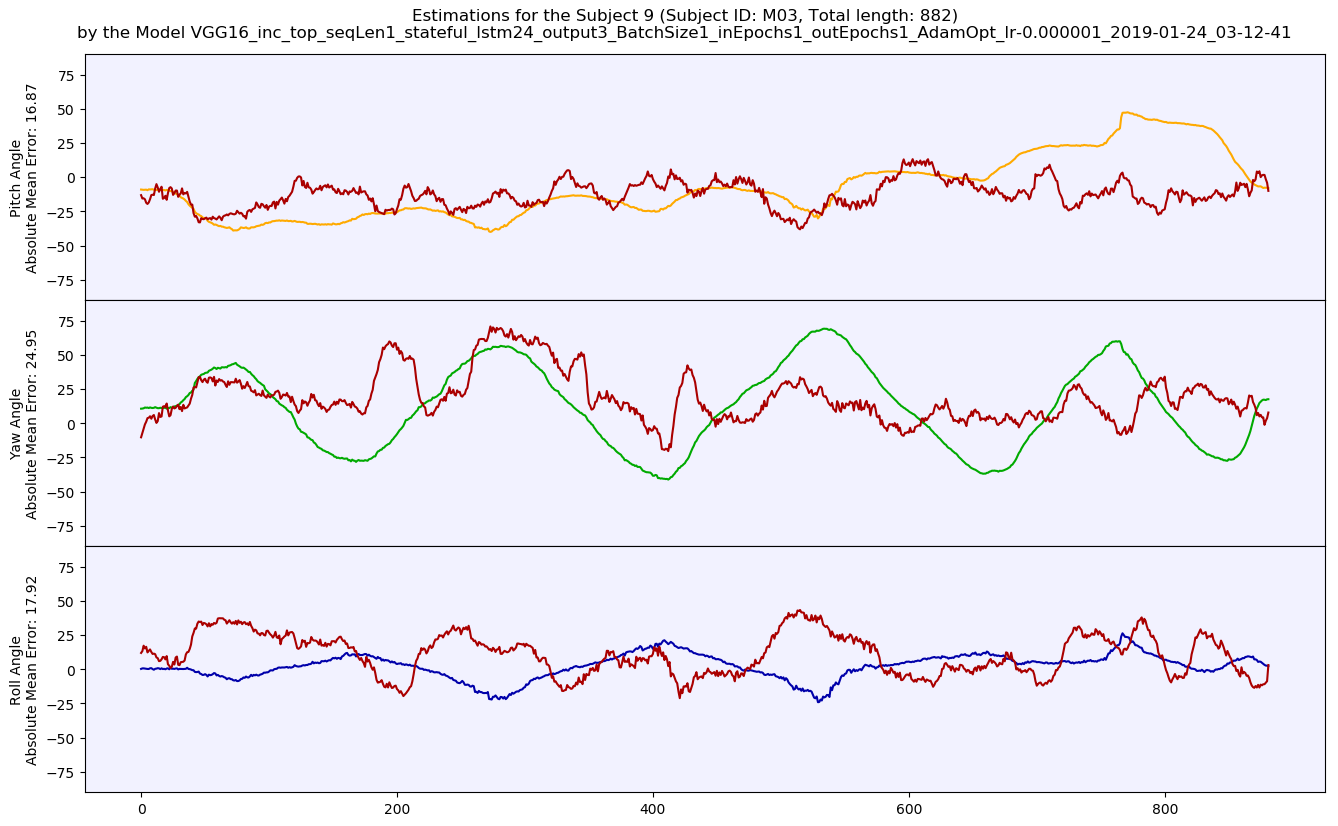 Estimations for the Subject 9 (Subject ID: M03, Total length: 882)
by the Model VGG16_inc_top_seqLen1_stateful_lstm24_output3_BatchSize1_inEpochs1_outEpochs1_AdamOpt_lr-0.000001_2019-01-24_03-12-41
Pitch Angle
Absolute Mean Error: 16.87
75
50
25
0
−25
−50
−75
Yaw Angle
Absolute Mean Error: 24.95
75
50
25
0
−25
−50
−75
Roll Angle
Absolute Mean Error: 17.92
75
50
25
0
−25
−50
−75
0 200 400 600 800